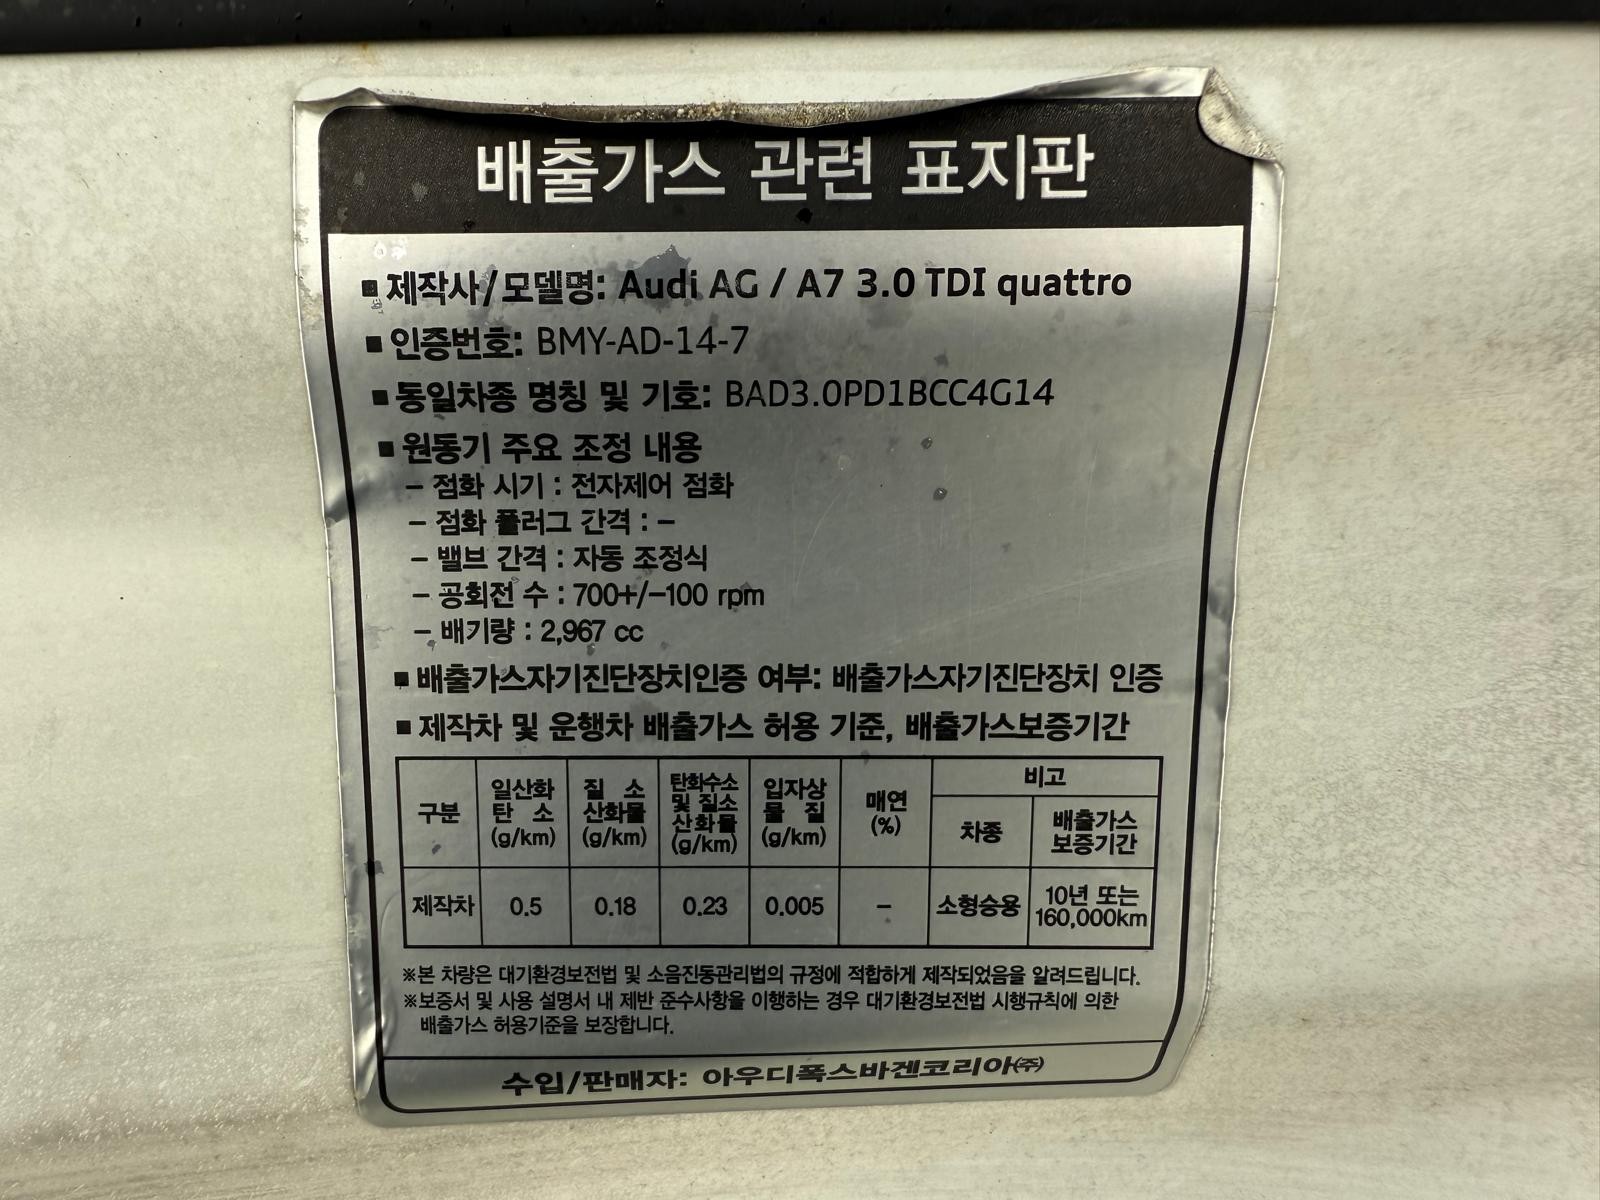 배출가스 관련 표지판
▪제작사/모델명: Audi AG / A7 3.0 TDI quattro
▪인증번호: BMY-AD-14-7
▪동일차종 명칭 및 기호: BAD3.0PD1BCC4G14
▪원동기 주요 조정 내용
– 점화 시기 : 전자제어 점화
– 점화 플러그 간격 : –
– 밸브 간격 : 자동 조정식
– 공회전 수 : 700+/–100 rpm
– 배기량 : 2,967 cc
▪배출가스자기진단장치인증 여부: 배출가스자기진단장치 인증
▪제작차 및 운행차 배출가스 허용 기준, 배출가스보증기간
구분 일산화탄소 (g/km) 질소산화물 (g/km) 탄화수소 및 질소산화물 (g/km) 입자상물질 (g/km) 매연 (%) 비고
차종 배출가스 보증기간
제작차 0.5 0.18 0.23 0.005 – 소형승용 10년 또는 160,000km
※본 차량은 대기환경보전법 및 소음진동관리법의 규정에 적합하게 제작되었음을 알려드립니다.
※보증서 및 사용 설명서 내 제반 준수사항을 이행하는 경우 대기환경보전법 시행규칙에 의한
배출가스 허용기준을 보장합니다.
수입/판매자: 아우디폭스바겐코리아㈜